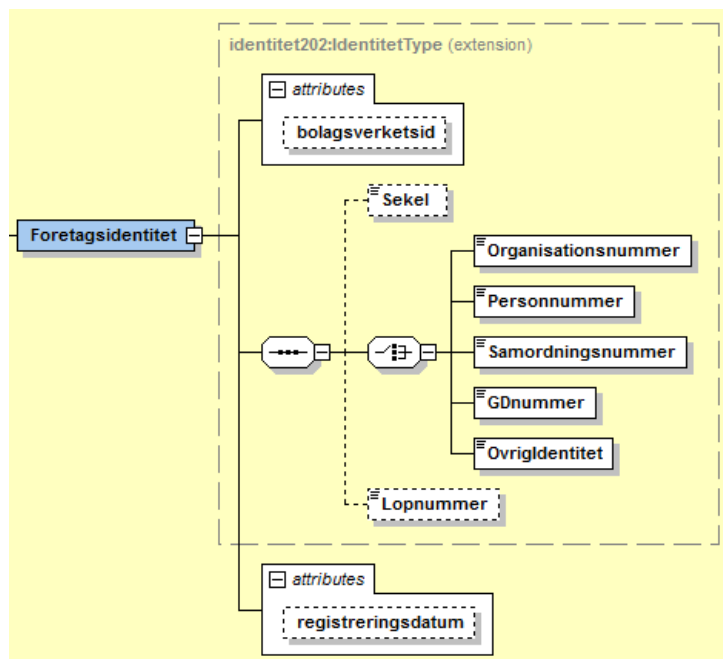 identitet202:IdentitetType (extension)
attributes
bolagsverketsid
Sekel
Foretagsidentitet
Organisationsnummer
Personnummer
Samordningsnummer
GDnummer
OvrigIdentitet
Lopnummer
attributes
registreringsdatum